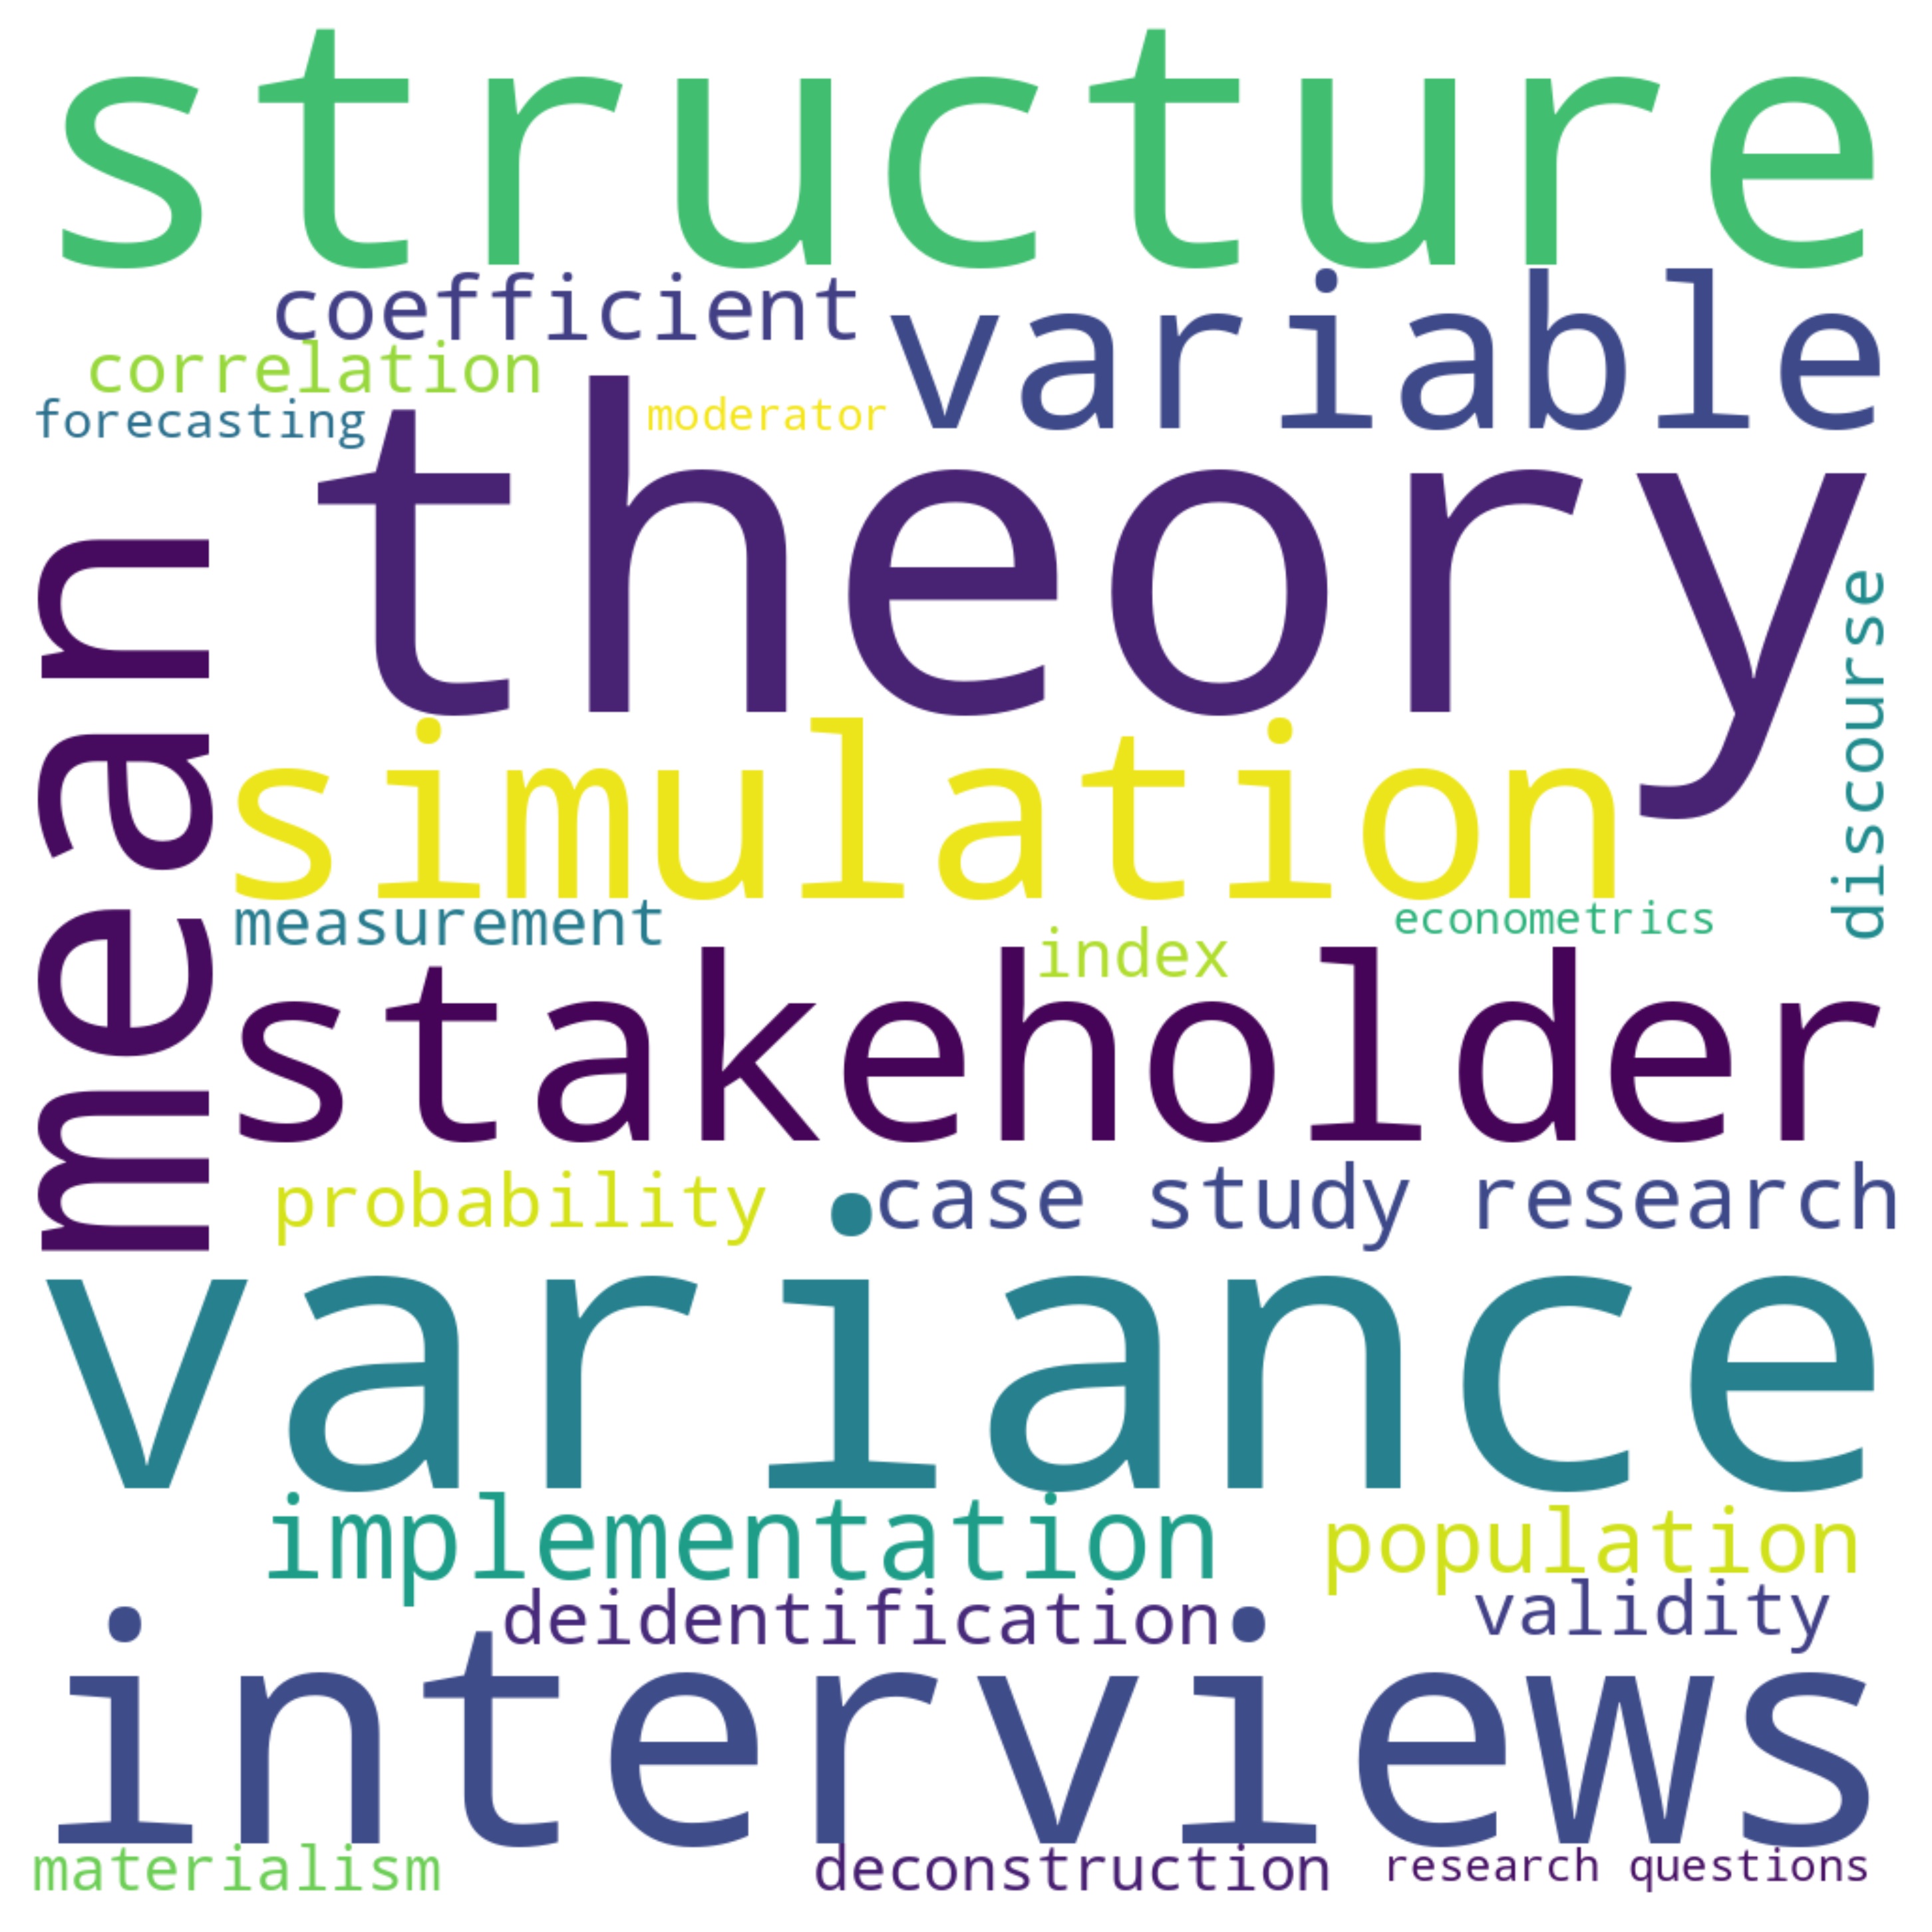 structure
coefficient
variable
correlation
forecasting
moderator
theory
mean
discourse
simulation
measurement
econometrics
index
stakeholder
probability
case study research
variance
implementation
population
deidentification
validity
interviews
materialism
deconstruction
research questions